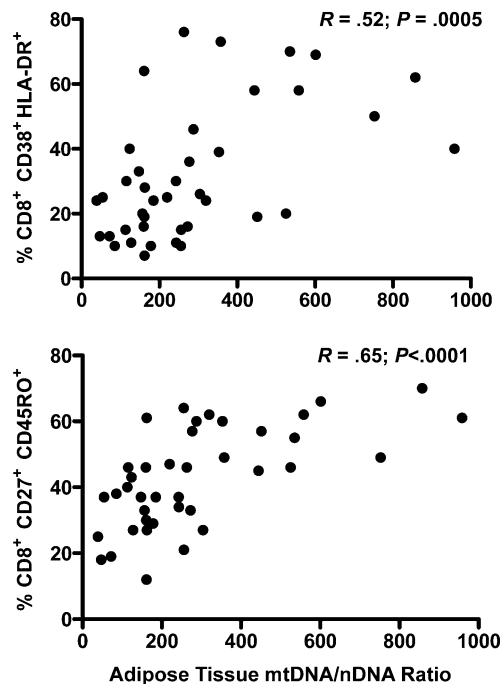 R = .52; P = .0005
% CD8+ CD38+ HLA-DR+
80
60
40
20
0
0 200 400 600 800 1000
R = .65; P<.0001
% CD8+ CD27+ CD45RO+
80
60
40
20
0
0 200 400 600 800 1000
Adipose Tissue mtDNA/nDNA Ratio